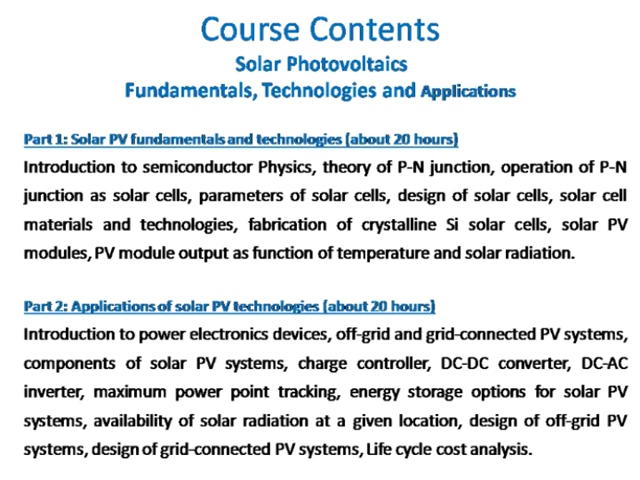 Course Contents
Solar Photovoltaics
Fundamentals, Technologies and Applications
Part 1: Solar PV fundamentals and technologies (about 20 hours)
Introduction to semiconductor Physics, theory of P-N junction, operation of P-N
junction as solar cells, parameters of solar cells, design of solar cells, solar cell
materials and technologies, fabrication of crystalline Si solar cells, solar PV
modules, PV module output as function of temperature and solar radiation.
Part 2: Applications of solar PV technologies (about 20 hours)
Introduction to power electronics devices, off-grid and grid-connected PV systems,
components of solar PV systems, charge controller, DC-DC converter, DC-AC
inverter, maximum power point tracking, energy storage options for solar PV
systems, availability of solar radiation at a given location, design of off-grid PV
systems, design of grid-connected PV systems, Life cycle cost analysis.